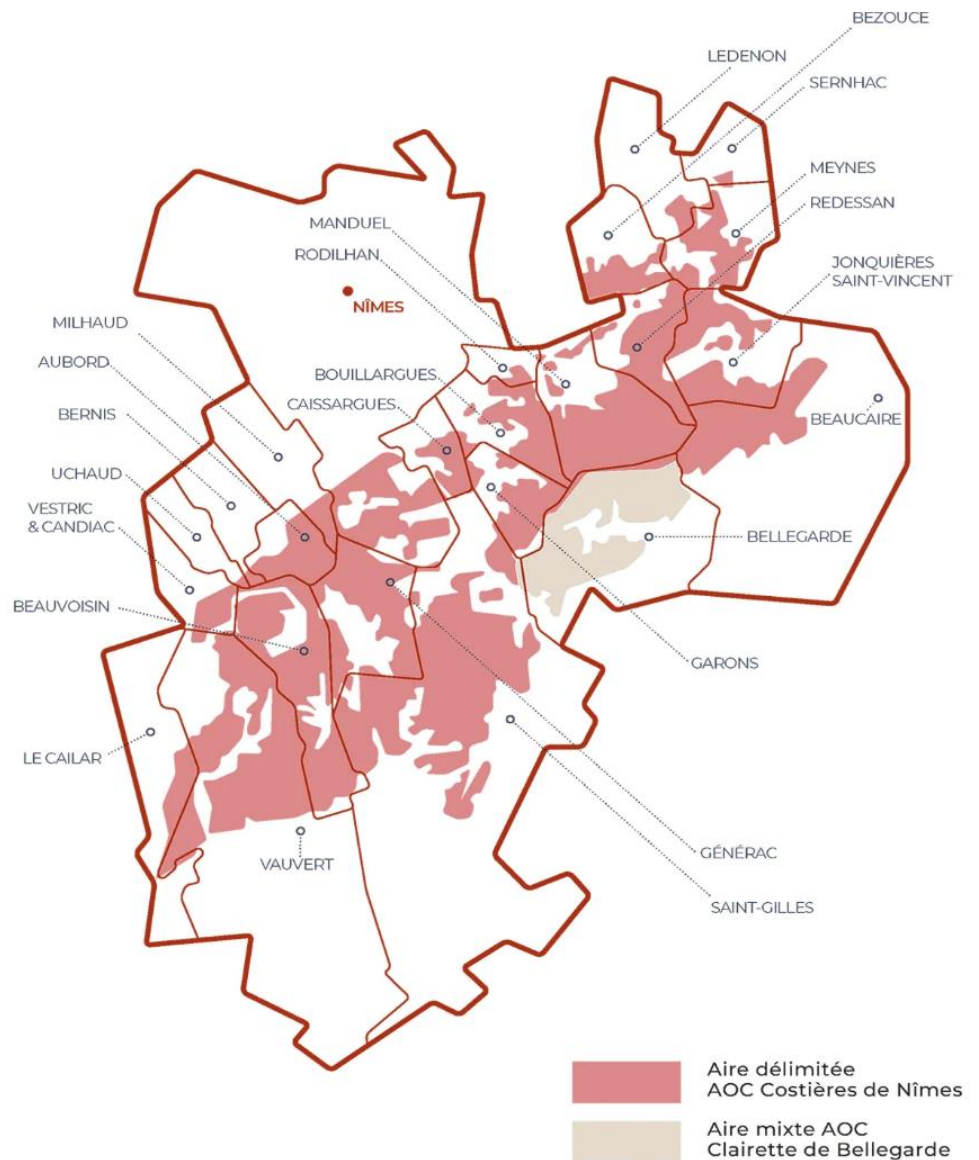 BEZOUCE
LEDENON
SERNHAC
MEYNES
REDESSAN
MANDUEL
RODILHAN
JONQUIÈRES
SAINT-VINCENT
NÎMES
MILHAUD
AUBORD
BOUILLARGUES
BERNIS
CAISSARGUES
BEAUCAIRE
UCHAUD
VESTRIC
& CANDIAC
BELLEGARDE
BEAUVOISIN
GARONS
LE CAILAR
VAUVERT
GÉNÉRAC
SAINT-GILLES
Aire délimitée
AOC Costières de Nîmes
Aire mixte AOC
Clairette de Bellegarde